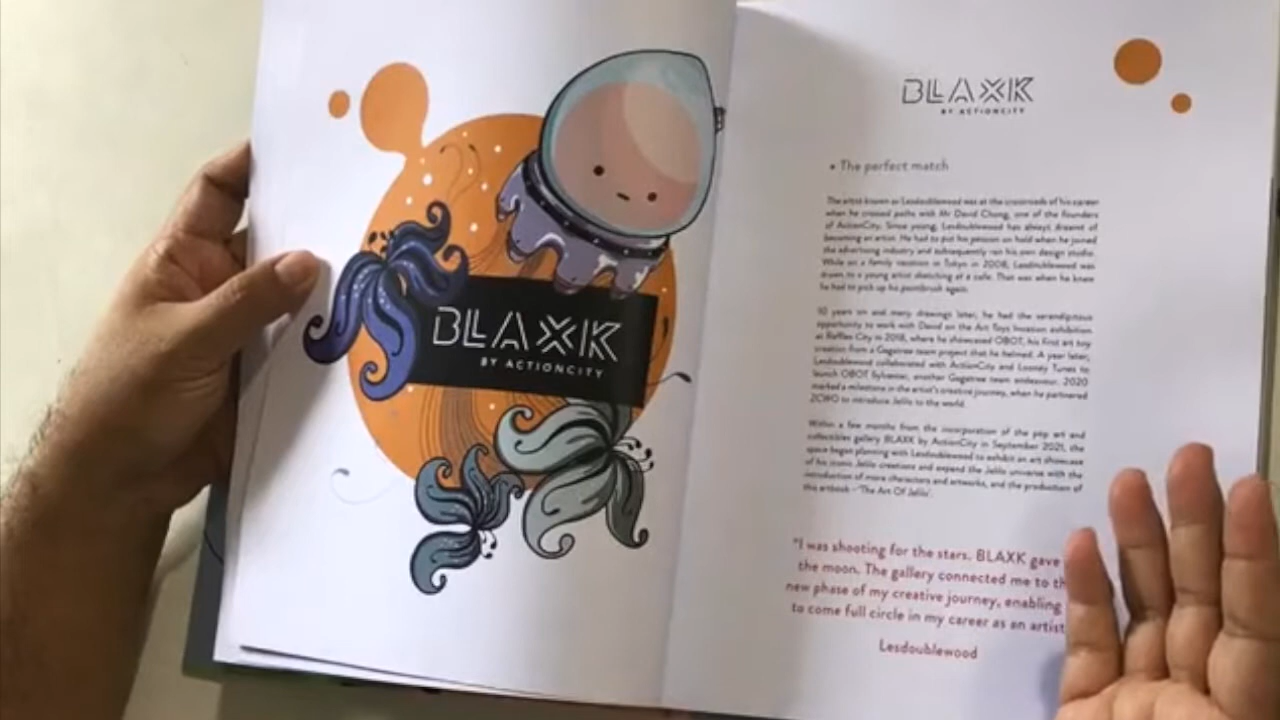 BLAXK
BY ACTIONCITY
BLAXK
BY ACTIONCITY
• The perfect match
The artist known as Lesdoublewood was at the crossroads of his career
when he crossed paths with Mr David Chong, one of the founders
of ActionCity. Since young, Lesdoublewood has always dreamt of
becoming an artist. He had to put his passion on hold when he joined
the advertising industry and subsequently ran his own design studio.
While on a family vacation in Tokyo in 2008, Lesdoublewood was
drawn to a young artist sketching at a cafe. That was when he knew
he had to pick up his paintbrush again.
10 years on and many drawings later, he had the serendipitous
opportunity to work with David on the Art Toys Invasion exhibition
at Raffles City in 2018, where he showcased OBOT, his first art toy
creation from a Gagatree team project that he helmed. A year later,
Lesdoublewood collaborated with ActionCity and Looney Tunes to
launch OBOT Sylvester, another Gagatree team endeavour. 2020
marked a milestone in the artist's creative journey, when he partnered
ZCWO to introduce Jelilo to the world.
Within a few months from the incorporation of the pop art and
collectibles gallery BLAXK by ActionCity in September 2021, the
space began planning with Lesdoublewood to exhibit an art showcase
of his iconic Jelilo creations and expand the Jelilo universe with the
introduction of more characters and artworks, and the production of
this artbook – 'The Art Of Jelilo'.
"I was shooting for the stars. BLAXK gave
the moon. The gallery connected me to th
new phase of my creative journey, enabling
to come full circle in my career as an artist
Lesdoublewood